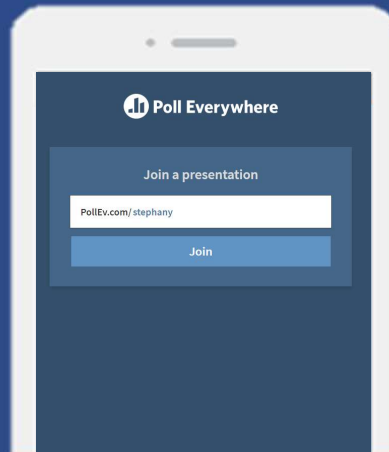 Poll Everywhere
Join a presentation
PollEv.com/stephany
Join